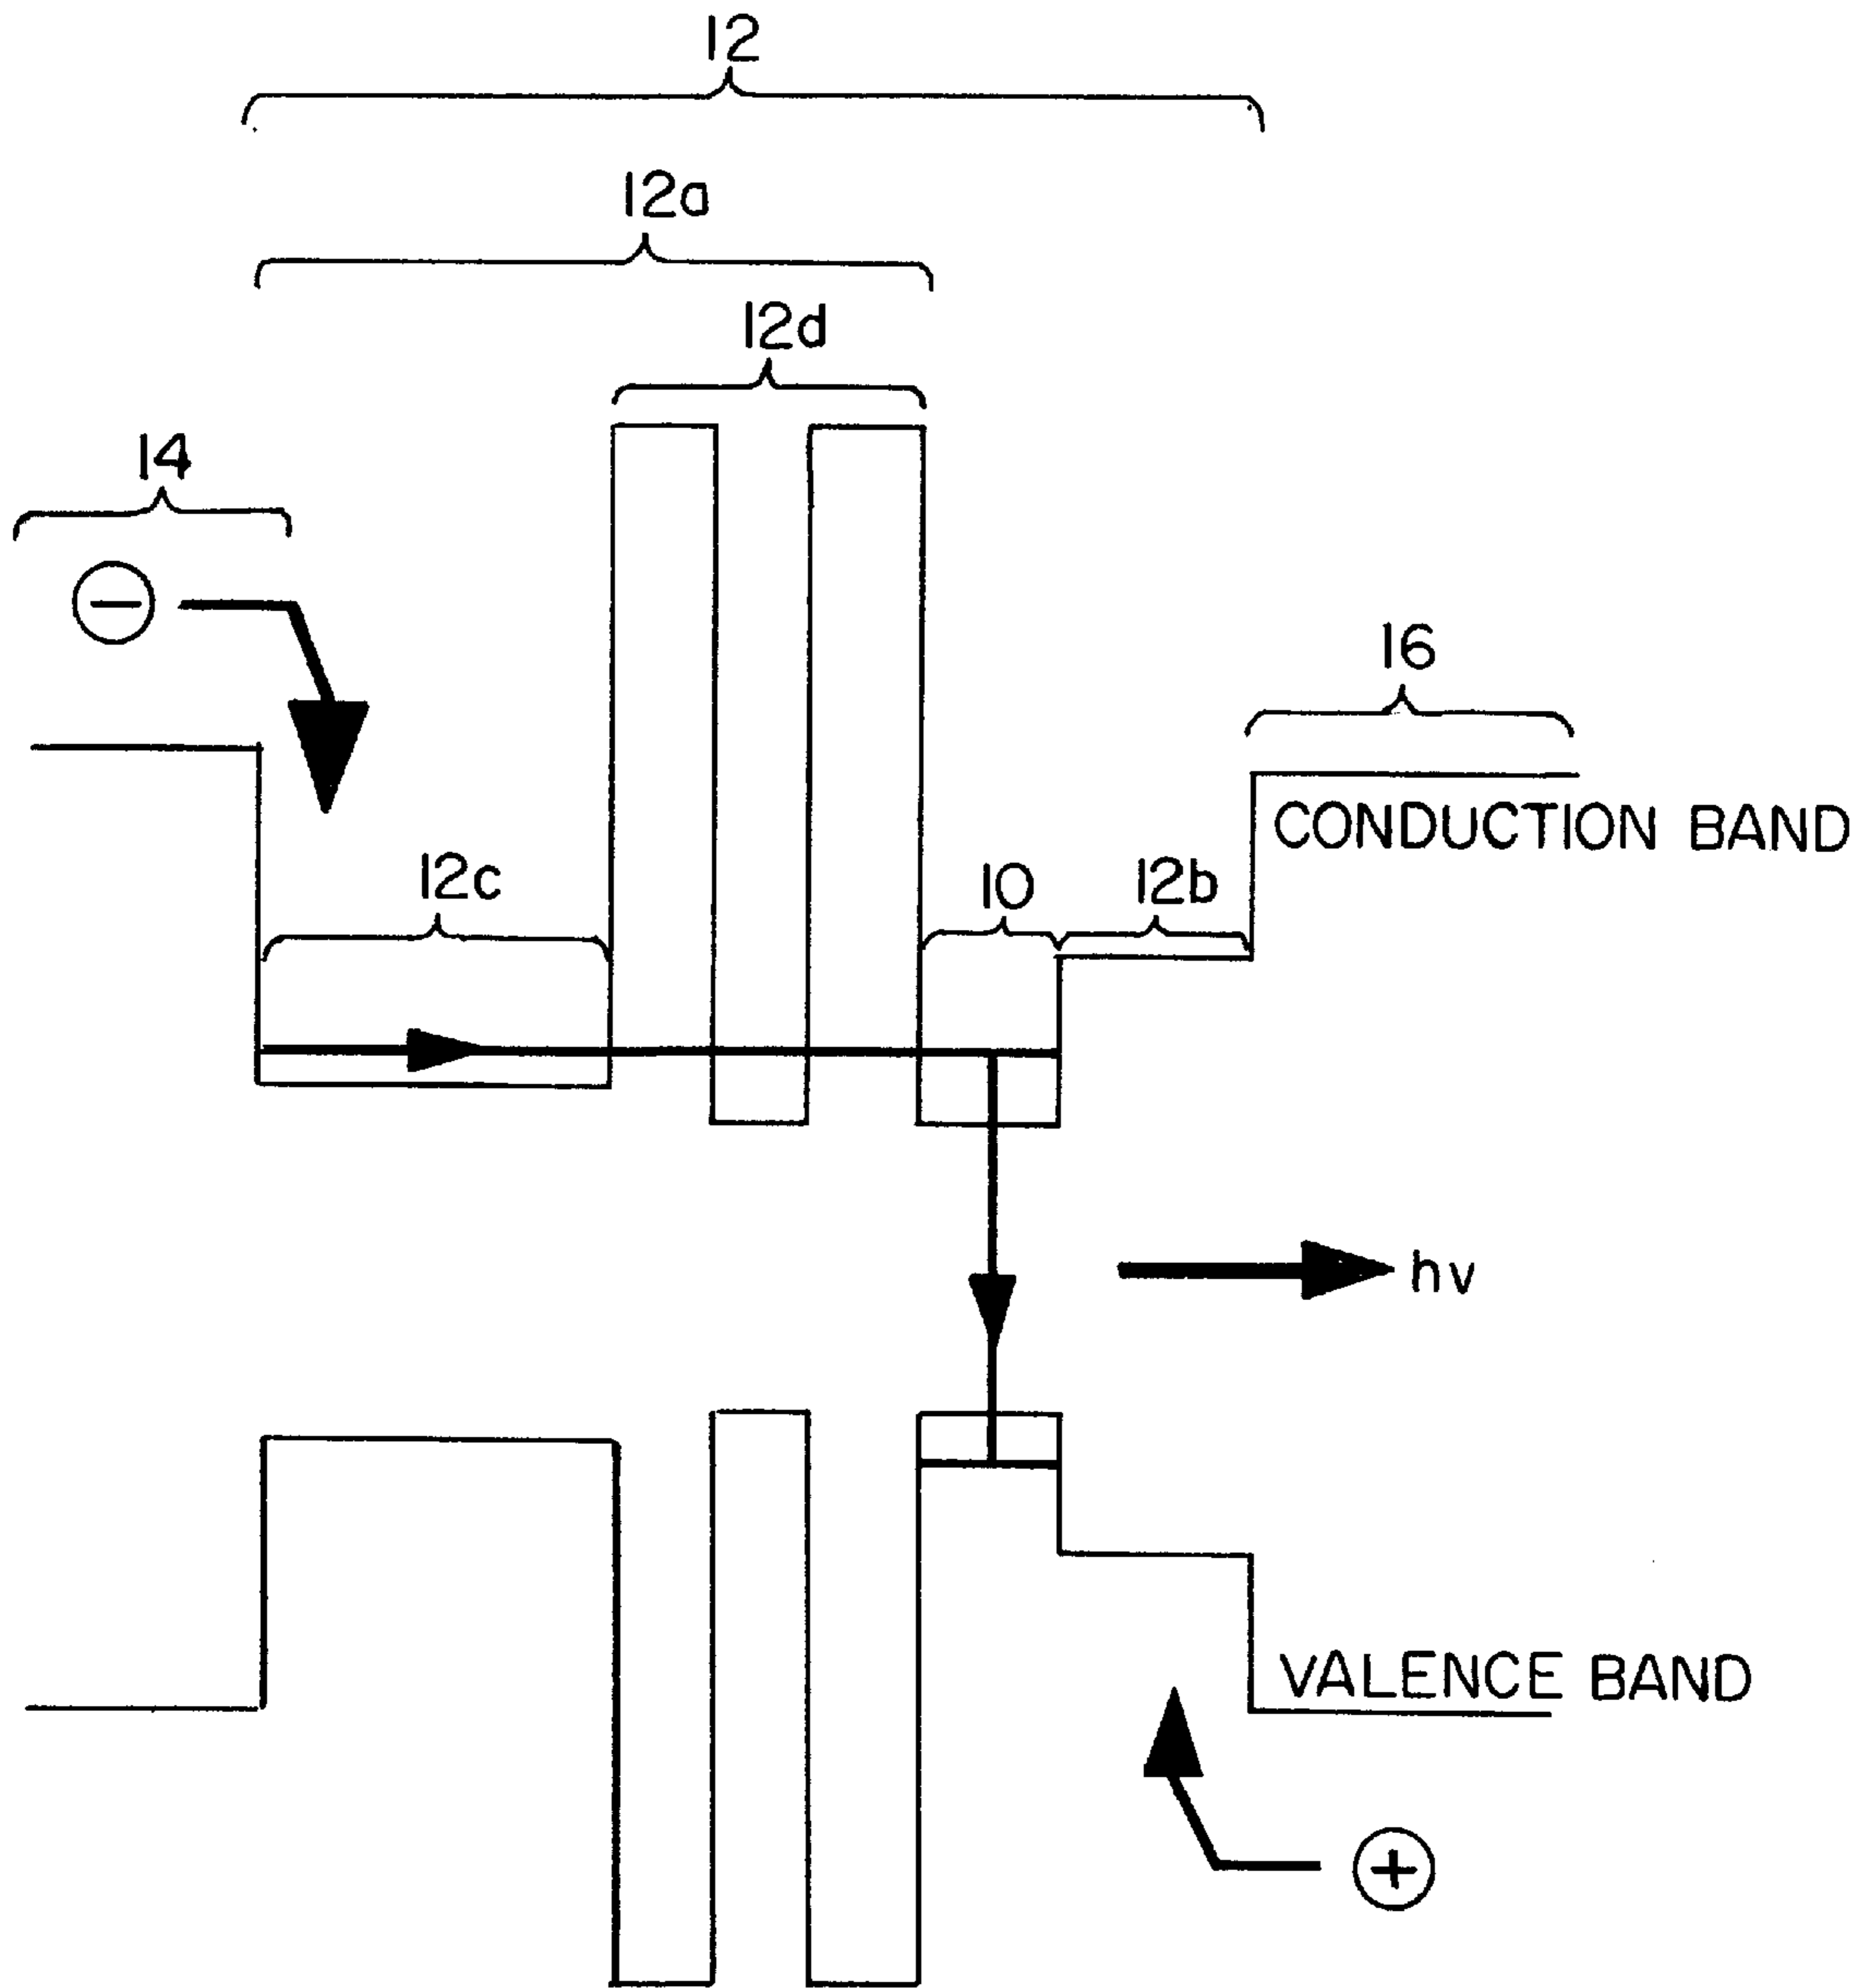 12
12a
12d
14
−
16
CONDUCTION BAND
12c
10
12b
hv
VALENCE BAND
+